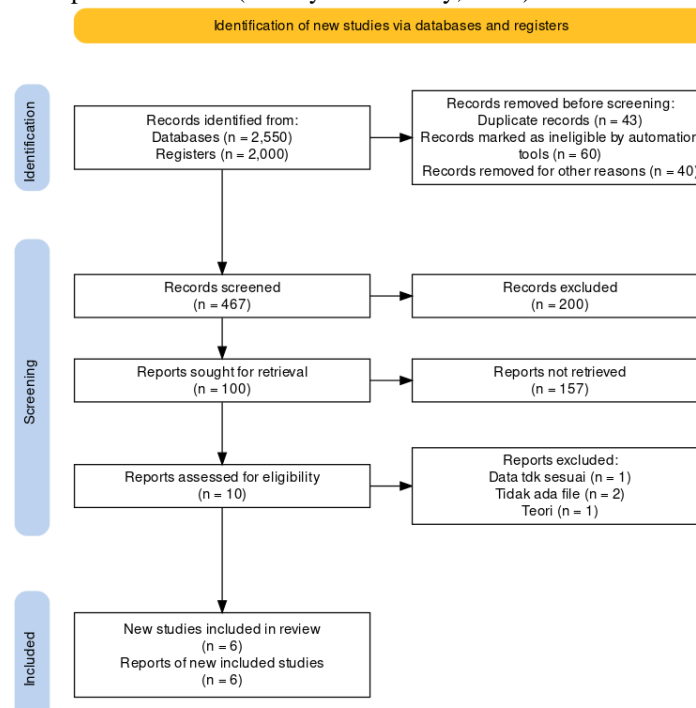 Identification of new studies via databases and registers
Identification
Records identified from:
Databases (n = 2,550)
Registers (n = 2,000)
Records removed before screening:
Duplicate records (n = 43)
Records marked as ineligible by automation
tools (n = 60)
Records removed for other reasons (n = 40)
Screening
Records screened
(n = 467)
Records excluded
(n = 200)
Reports sought for retrieval
(n = 100)
Reports not retrieved
(n = 157)
Reports assessed for eligibility
(n = 10)
Reports excluded:
Data tdk sesuai (n = 1)
Tidak ada file (n = 2)
Teori (n = 1)
Included
New studies included in review
(n = 6)
Reports of new included studies
(n = 6)